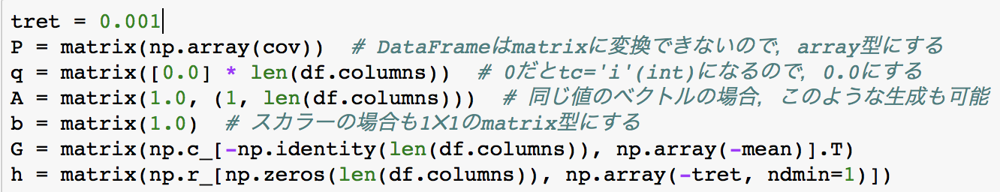 tret = 0.001
P = matrix(np.array(cov))  # DataFrameはmatrixに変換できないので，array型にする
q = matrix([0.0] * len(df.columns))  # 0だとtc='i'(int)になるので，0.0にする
A = matrix(1.0, (1, len(df.columns)))  # 同じ値のベクトルの場合，このような生成も可能
b = matrix(1.0)  # スカラーの場合も1×1のmatrix型にする
G = matrix(np.c_[-np.identity(len(df.columns)), np.array(-mean)].T)
h = matrix(np.r_[np.zeros(len(df.columns)), np.array(-tret, ndmin=1)])